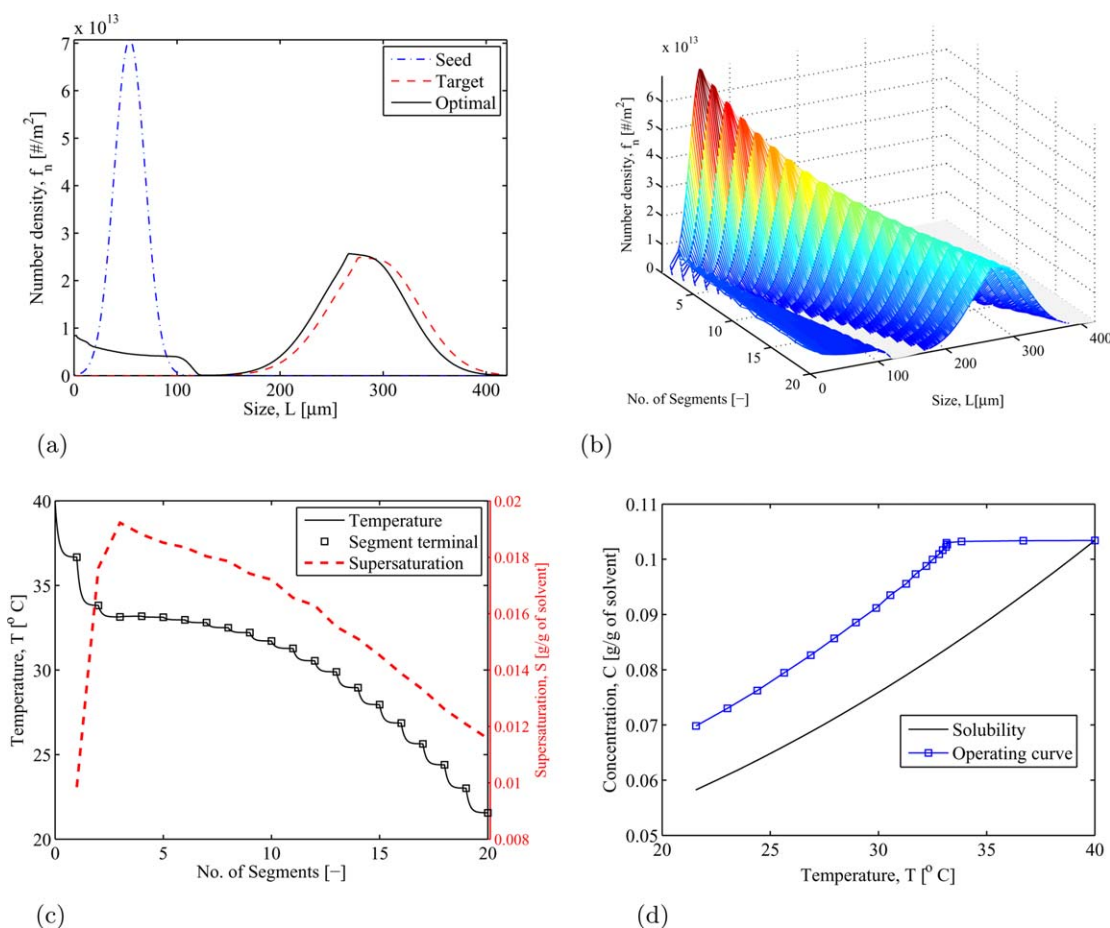 x 10^13
7
6
5
4
3
2
1
0
0 100 200 300 400
Number density, f_n [#/m^2]
Size, L [µm]
Seed
Target
Optimal
(a)
x 10^13
6
5
4
3
2
1
0
Number density, f_n [#/m^2]
5
10
15
20
0
100
200
300
400
No. of Segments [−]
Size, L[µm]
(b)
40
35
30
25
20
0 5 10 15 20
Temperature, T [° C]
No. of Segments [−]
0.02
0.018
0.016
0.014
0.012
0.01
0.008
Supersaturation, S [g/g of solvent]
Temperature
Segment terminal
Supersaturation
(c)
0.11
0.1
0.09
0.08
0.07
0.06
0.05
20 25 30 35 40
Concentration, C [g/g of solvent]
Temperature, T [° C]
Solubility
Operating curve
(d)